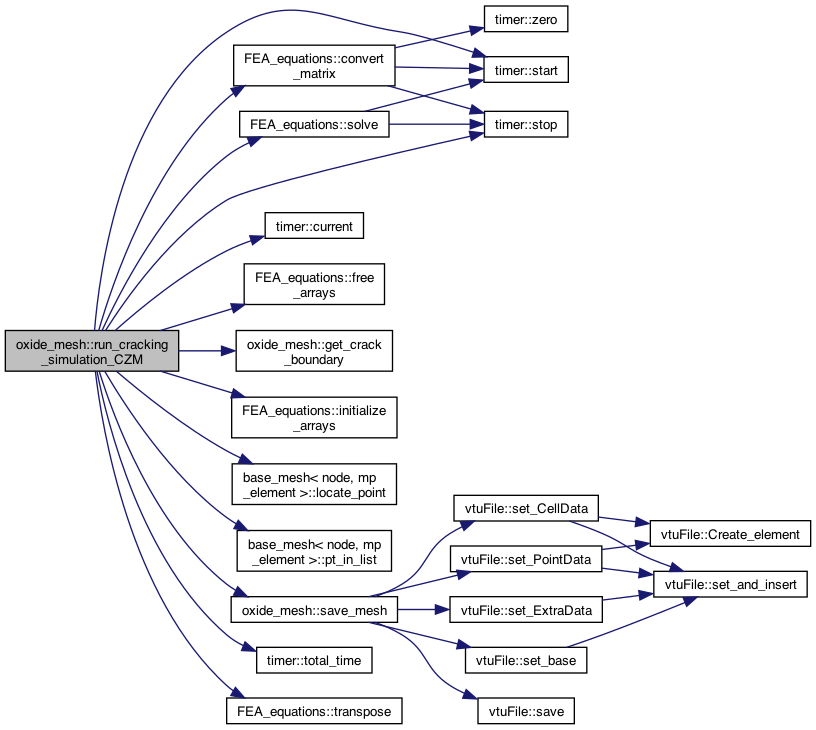 oxide_mesh::run_cracking
_simulation_CZM
FEA_equations::convert
_matrix
FEA_equations::solve
timer::zero
timer::start
timer::stop
timer::current
FEA_equations::free
_arrays
oxide_mesh::get_crack
_boundary
FEA_equations::initialize
_arrays
base_mesh< node, mp
_element >::locate_point
base_mesh< node, mp
_element >::pt_in_list
oxide_mesh::save_mesh
timer::total_time
FEA_equations::transpose
vtuFile::set_CellData
vtuFile::set_PointData
vtuFile::set_ExtraData
vtuFile::set_base
vtuFile::save
vtuFile::Create_element
vtuFile::set_and_insert